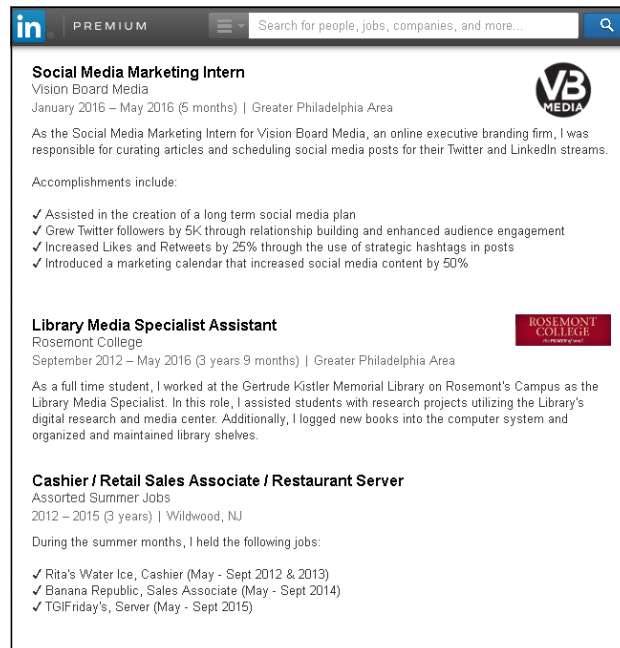 in PREMIUM Search for people, jobs, companies, and more...
Social Media Marketing Intern
Vision Board Media
VB
MEDIA
January 2016 – May 2016 (5 months) | Greater Philadelphia Area
As the Social Media Marketing Intern for Vision Board Media, an online executive branding firm, I was
responsible for curating articles and scheduling social media posts for their Twitter and LinkedIn streams.
Accomplishments include:
✓ Assisted in the creation of a long term social media plan
✓ Grew Twitter followers by 5K through relationship building and enhanced audience engagement
✓ Increased Likes and Retweets by 25% through the use of strategic hashtags in posts
✓ Introduced a marketing calendar that increased social media content by 50%
Library Media Specialist Assistant
ROSEMONT
COLLEGE
the POWER of small
Rosemont College
September 2012 – May 2016 (3 years 9 months) | Greater Philadelphia Area
As a full time student, I worked at the Gertrude Kistler Memorial Library on Rosemont's Campus as the
Library Media Specialist. In this role, I assisted students with research projects utilizing the Library's
digital research and media center. Additionally, I logged new books into the computer system and
organized and maintained library shelves.
Cashier / Retail Sales Associate / Restaurant Server
Assorted Summer Jobs
2012 – 2015 (3 years) | Wildwood, NJ
During the summer months, I held the following jobs:
✓ Rita's Water Ice, Cashier (May - Sept 2012 & 2013)
✓ Banana Republic, Sales Associate (May - Sept 2014)
✓ TGIFriday's, Server (May - Sept 2015)